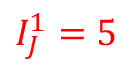 $I_J^1 = 5$